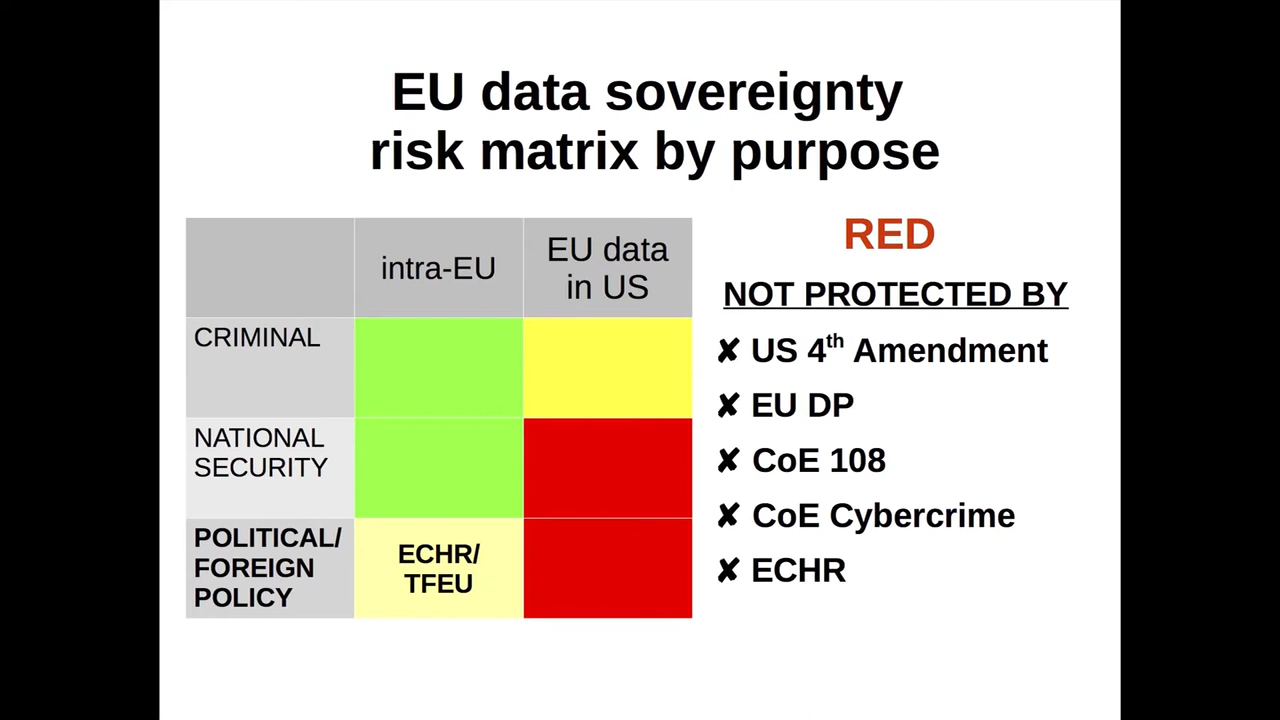 EU data sovereignty
risk matrix by purpose
intra-EU
EU data
in US
CRIMINAL
NATIONAL
SECURITY
POLITICAL/
FOREIGN
POLICY
ECHR/
TFEU
RED
NOT PROTECTED BY
✘ US 4th Amendment
✘ EU DP
✘ CoE 108
✘ CoE Cybercrime
✘ ECHR